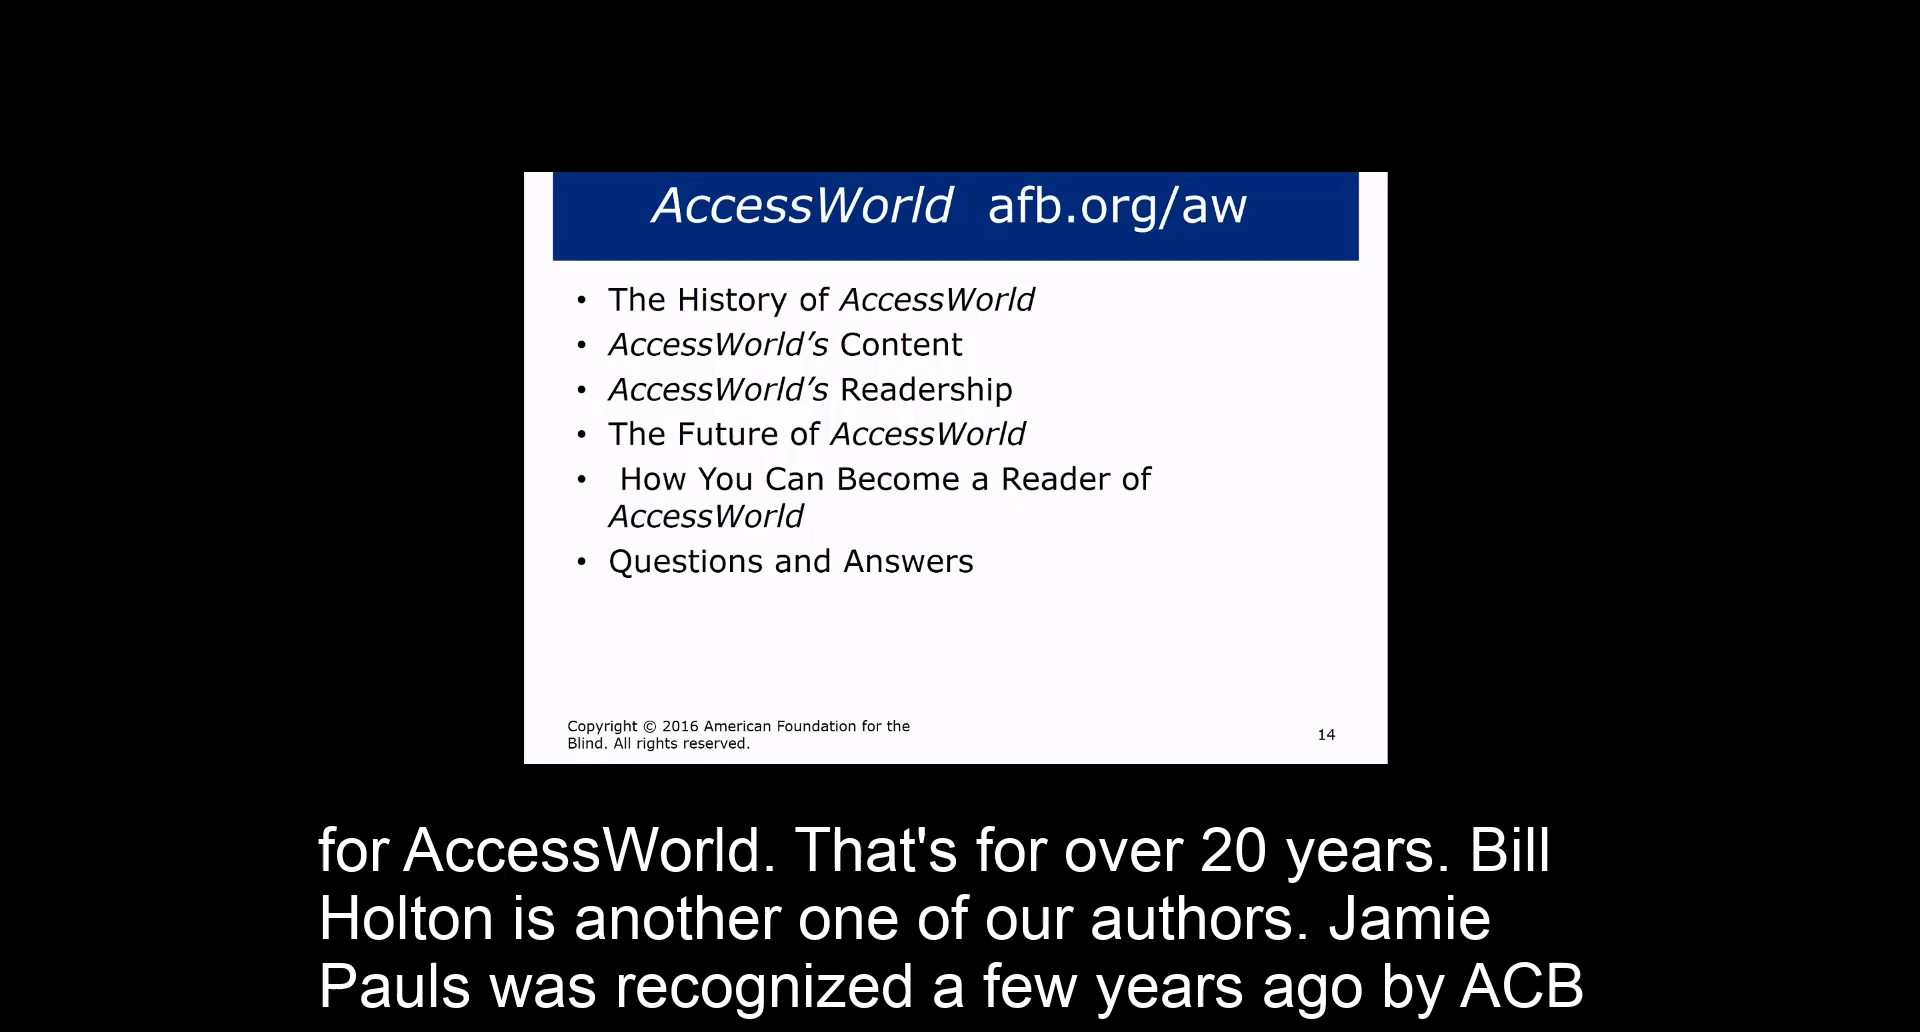 AccessWorld afb.org/aw
• The History of AccessWorld
• AccessWorld’s Content
• AccessWorld’s Readership
• The Future of AccessWorld
• How You Can Become a Reader of
AccessWorld
• Questions and Answers
Copyright © 2016 American Foundation for the
Blind. All rights reserved.
14
for AccessWorld. That's for over 20 years. Bill
Holton is another one of our authors. Jamie
Pauls was recognized a few years ago by ACB